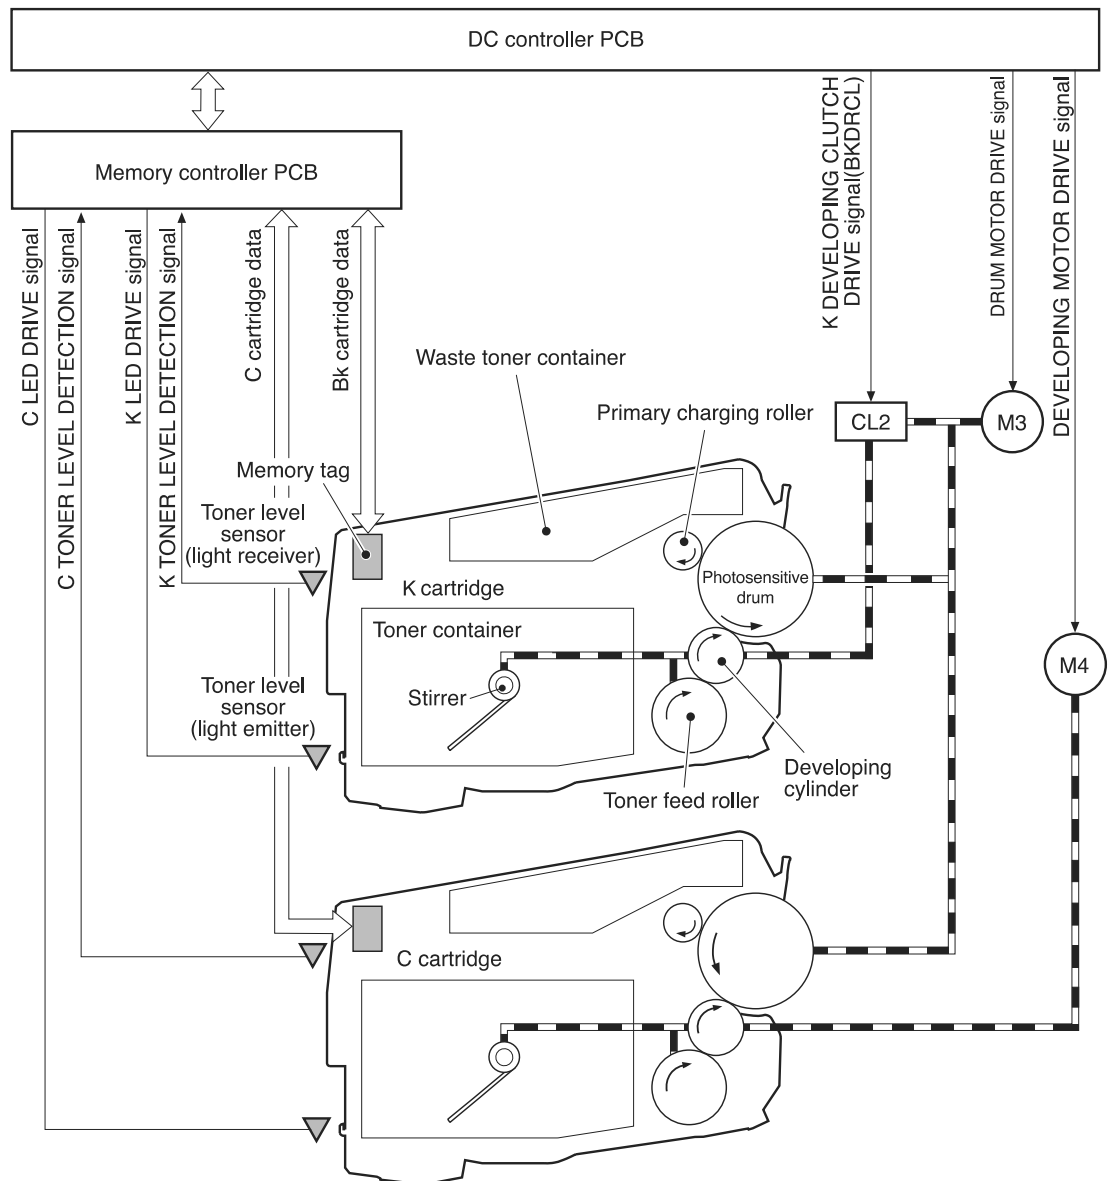 DC controller PCB
Memory controller PCB
C LED DRIVE signal
C TONER LEVEL DETECTION signal
K LED DRIVE signal
K TONER LEVEL DETECTION signal
C cartridge data
Bk cartridge data
K DEVELOPING CLUTCH
DRIVE signal(BKDRCL)
DRUM MOTOR DRIVE signal
DEVELOPING MOTOR DRIVE signal
Waste toner container
Primary charging roller
CL2
M3
Memory tag
Toner level
sensor
(light receiver)
K cartridge
Photosensitive
drum
Toner container
Stirrer
M4
Toner level
sensor
(light emitter)
Developing
cylinder
Toner feed roller
C cartridge